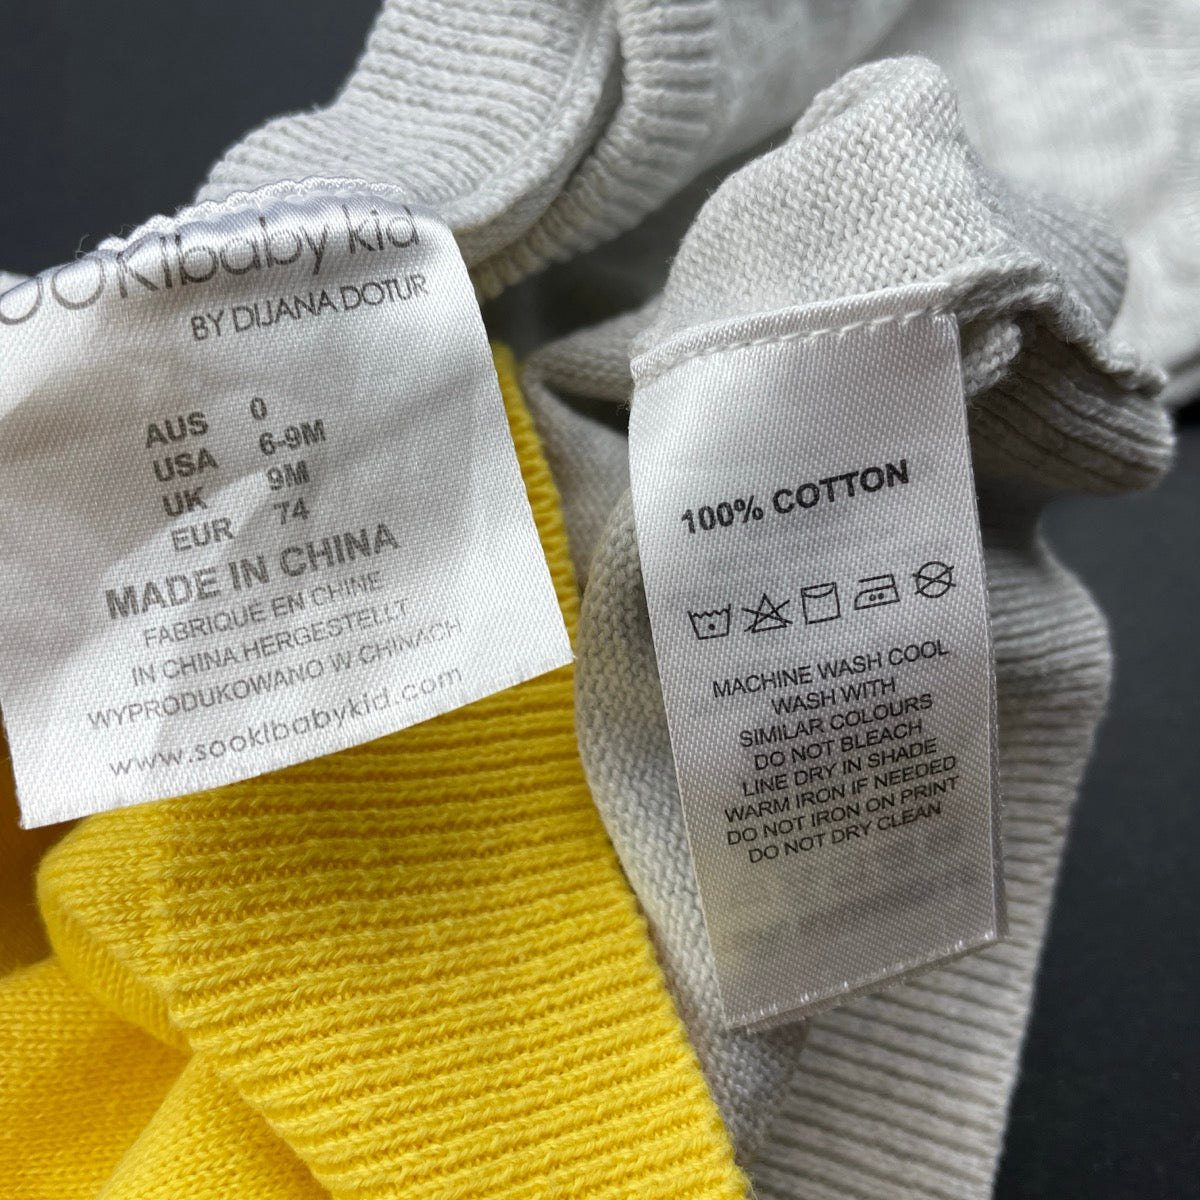 ooKIbaby kid
BY DIJANA DOTUR
AUS 0
USA 6-9M
UK 9M
EUR 74
MADE IN CHINA
FABRIQUE EN CHINE
IN CHINA HERGESTELLT
WYPRODUKOWANO W CHINACH
www.sooklbabykid.com
100% COTTON
MACHINE WASH COOL
WASH WITH
SIMILAR COLOURS
DO NOT BLEACH
LINE DRY IN SHADE
WARM IRON IF NEEDED
DO NOT IRON ON PRINT
DO NOT DRY CLEAN